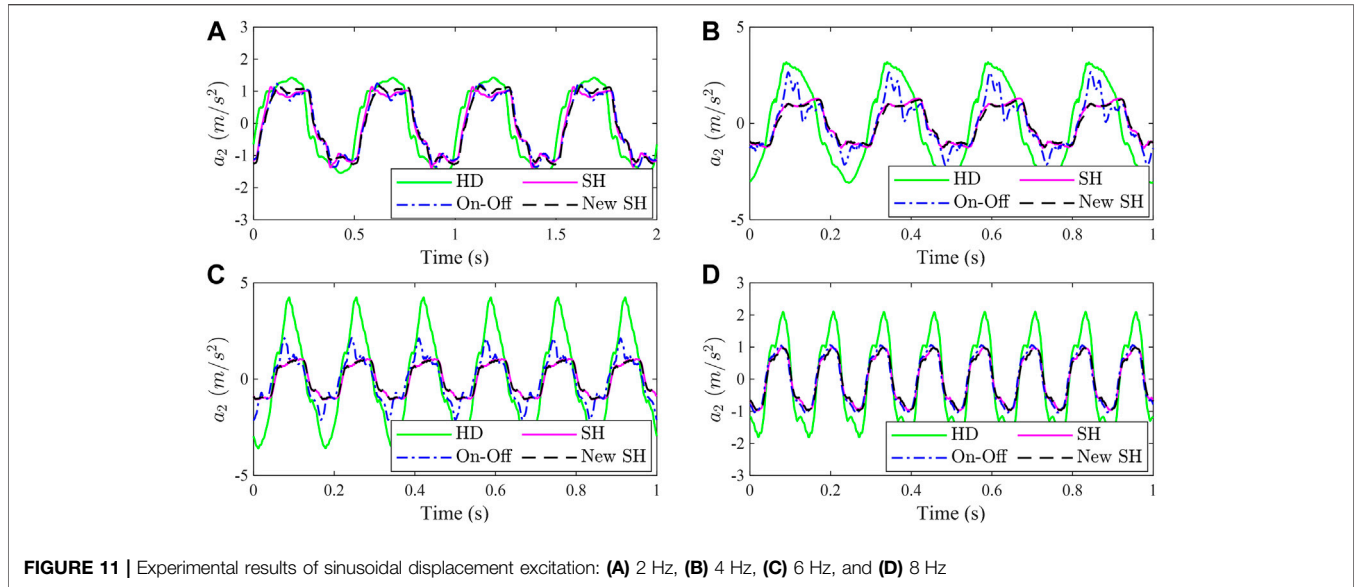 A
3
2
1
0
-1
-2
-3
a₂ (m/s²)
HD SH
On-Off New SH
0 0.5 1 1.5 2
Time (s)
B
5
0
-5
a₂ (m/s²)
HD SH
On-Off New SH
0 0.2 0.4 0.6 0.8 1
Time (s)
C
5
0
-5
a₂ (m/s²)
HD SH
On-Off New SH
0 0.2 0.4 0.6 0.8 1
Time (s)
D
3
2
1
0
-1
-2
-3
a₂ (m/s²)
HD SH
On-Off New SH
0 0.2 0.4 0.6 0.8 1
Time (s)
FIGURE 11 | Experimental results of sinusoidal displacement excitation: (A) 2 Hz, (B) 4 Hz, (C) 6 Hz, and (D) 8 Hz